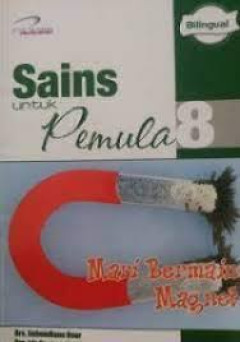 Bilingual
Sains
untuk
Pemula 8
Mari Bermain
Magnet